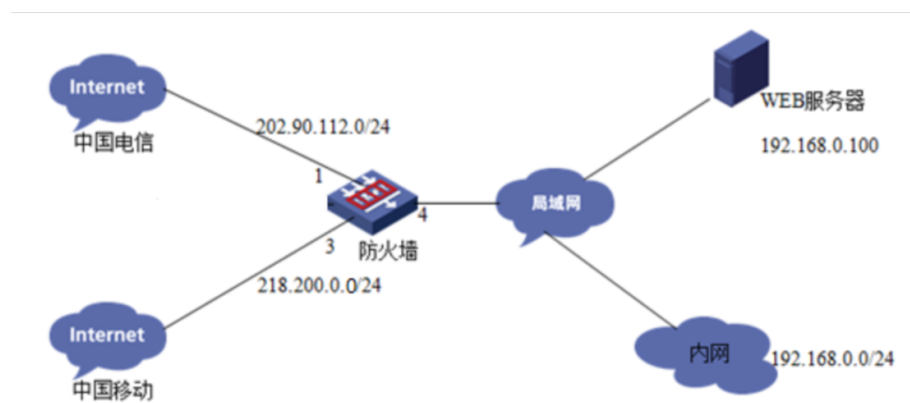 Internet
中国电信
202.90.112.0/24
1
WEB服务器
192.168.0.100
局域网
4
3
防火墙
218.200.0.0/24
Internet
中国移动
内网
192.168.0.0/24